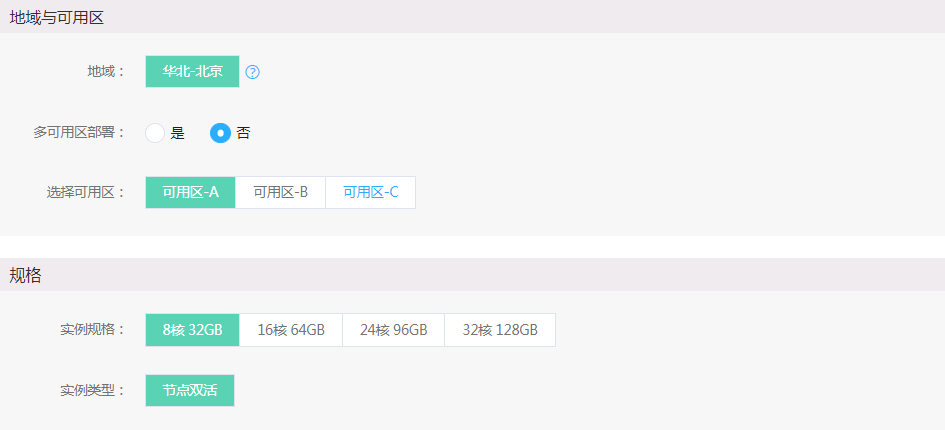 地域与可用区
地域： 华北-北京 ?
多可用区部署： 是 否
选择可用区： 可用区-A 可用区-B 可用区-C
规格
实例规格： 8核 32GB 16核 64GB 24核 96GB 32核 128GB
实例类型： 节点双活